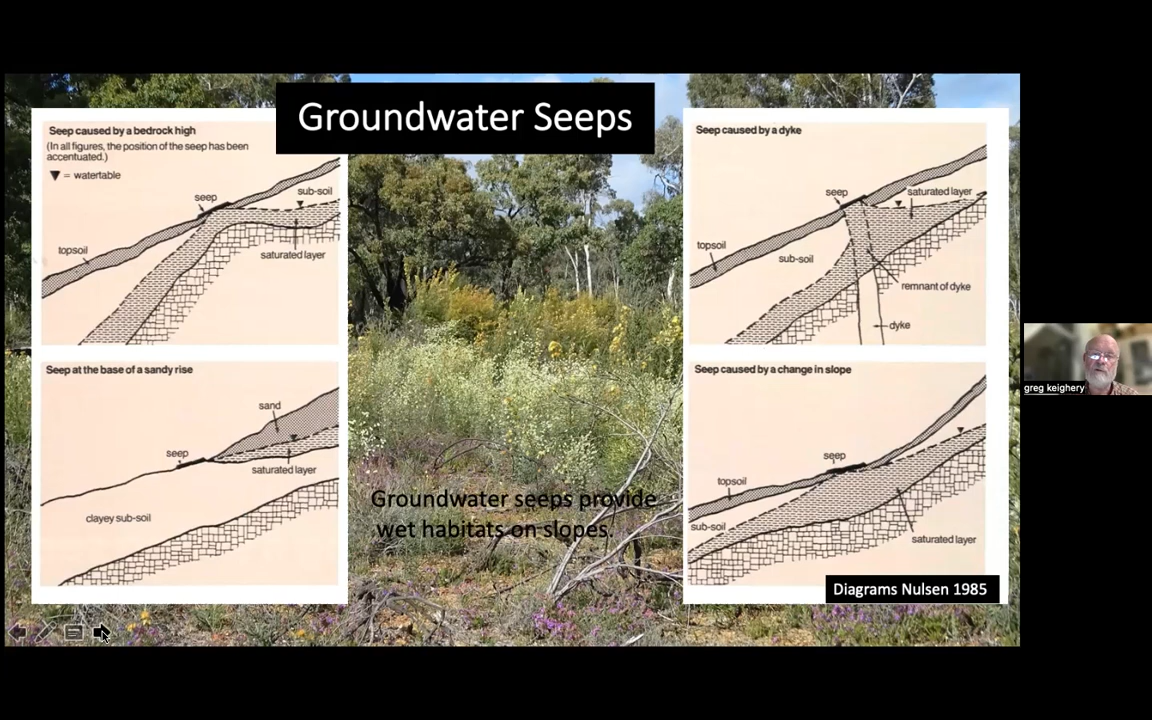 Groundwater Seeps
Seep caused by a bedrock high
(In all figures, the position of the seep has been
accentuated.)
▼ = watertable
seep
sub-soil
topsoil
saturated layer
Seep caused by a dyke
seep
saturated layer
topsoil
sub-soil
remnant of dyke
dyke
Seep at the base of a sandy rise
sand
seep
saturated layer
clayey sub-soil
Seep caused by a change in slope
seep
topsoil
sub-soil
saturated layer
Groundwater seeps provide
wet habitats on slopes.
Diagrams Nulsen 1985
greg keighery